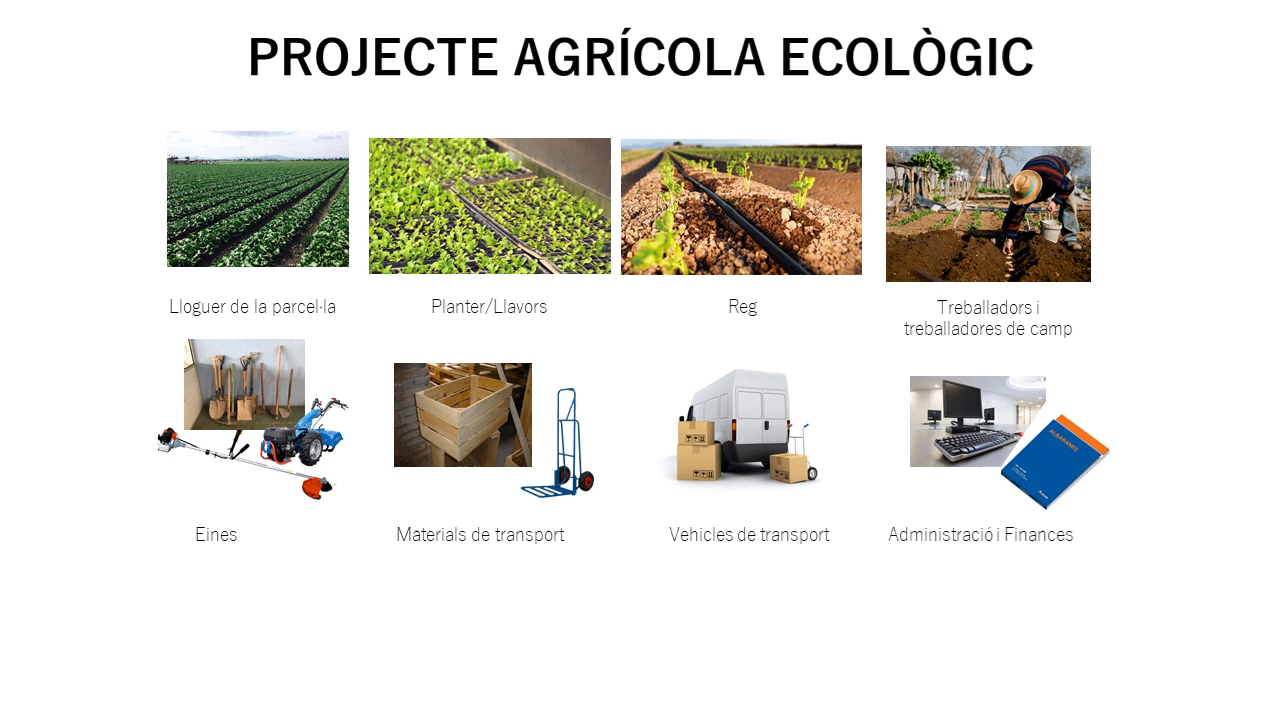 PROJECTE AGRÍCOLA ECOLÒGIC
Lloguer de la parcel·la
Planter/Llavors
Reg
Treballadors i
treballadores de camp
ALBARANES
Eines
Materials de transport
Vehicles de transport
Administració i Finances